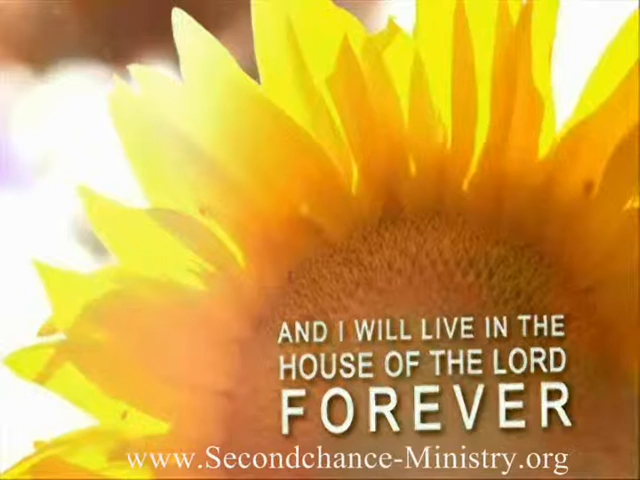 AND I WILL LIVE IN THE
HOUSE OF THE LORD
FOREVER
www.Secondchance-Ministry.org